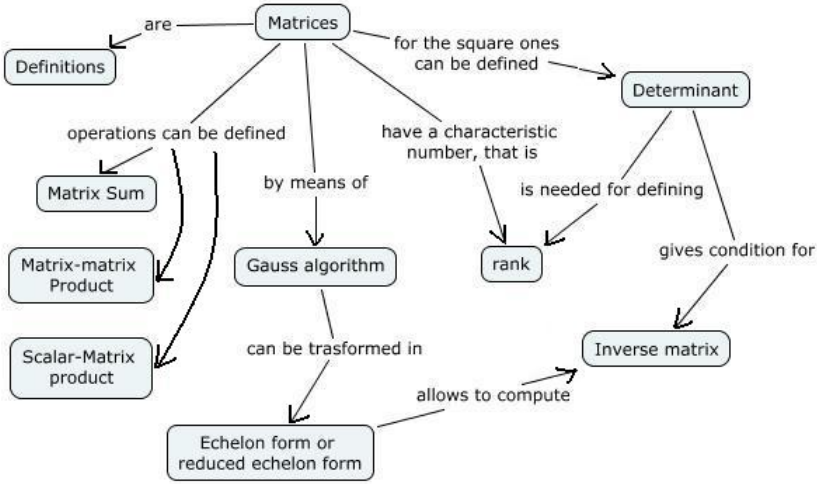 Matrices
are
for the square ones
can be defined
Definitions
Determinant
operations can be defined
have a characteristic
number, that is
by means of
is needed for defining
Matrix Sum
gives condition for
Matrix-matrix
Product
Gauss algorithm
rank
can be trasformed in
Inverse matrix
Scalar-Matrix
product
allows to compute
Echelon form or
reduced echelon form